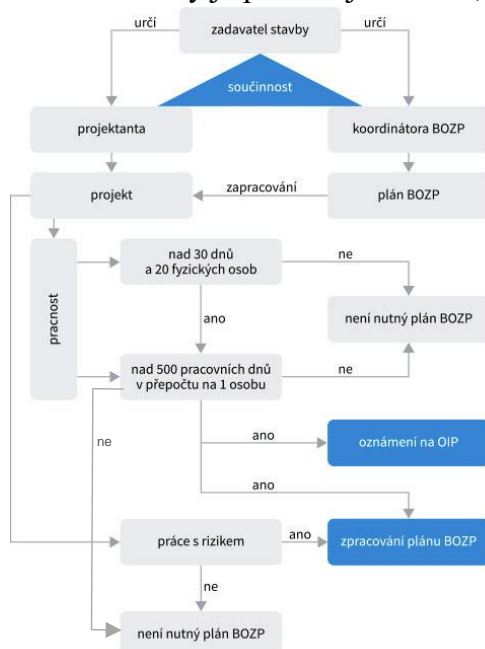 určí
zadavatel stavby
určí
součinnost
projektanta
koordinátora BOZP
projekt
zapracování
plán BOZP
pracnost
nad 30 dnů
a 20 fyzických osob
ne
není nutný plán BOZP
ano
nad 500 pracovních dnů
v přepočtu na 1 osobu
ne
ne
ano
oznámení na OIP
ano
práce s rizikem
ano
zpracování plánu BOZP
ne
není nutný plán BOZP